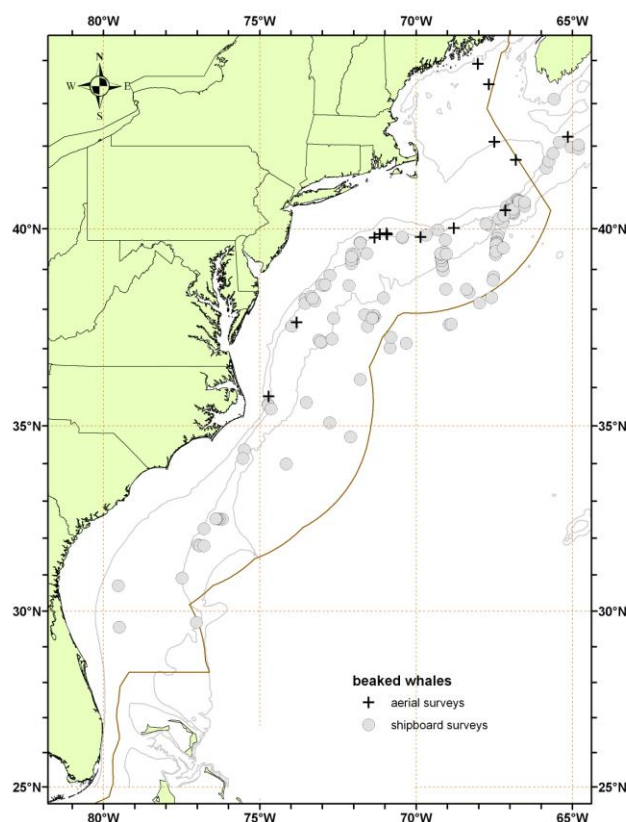 80°W 75°W 70°W 65°W
N
W E
S
40°N 40°N
35°N 35°N
30°N 30°N
beaked whales
aerial surveys
shipboard surveys
25°N 25°N
80°W 75°W 70°W 65°W